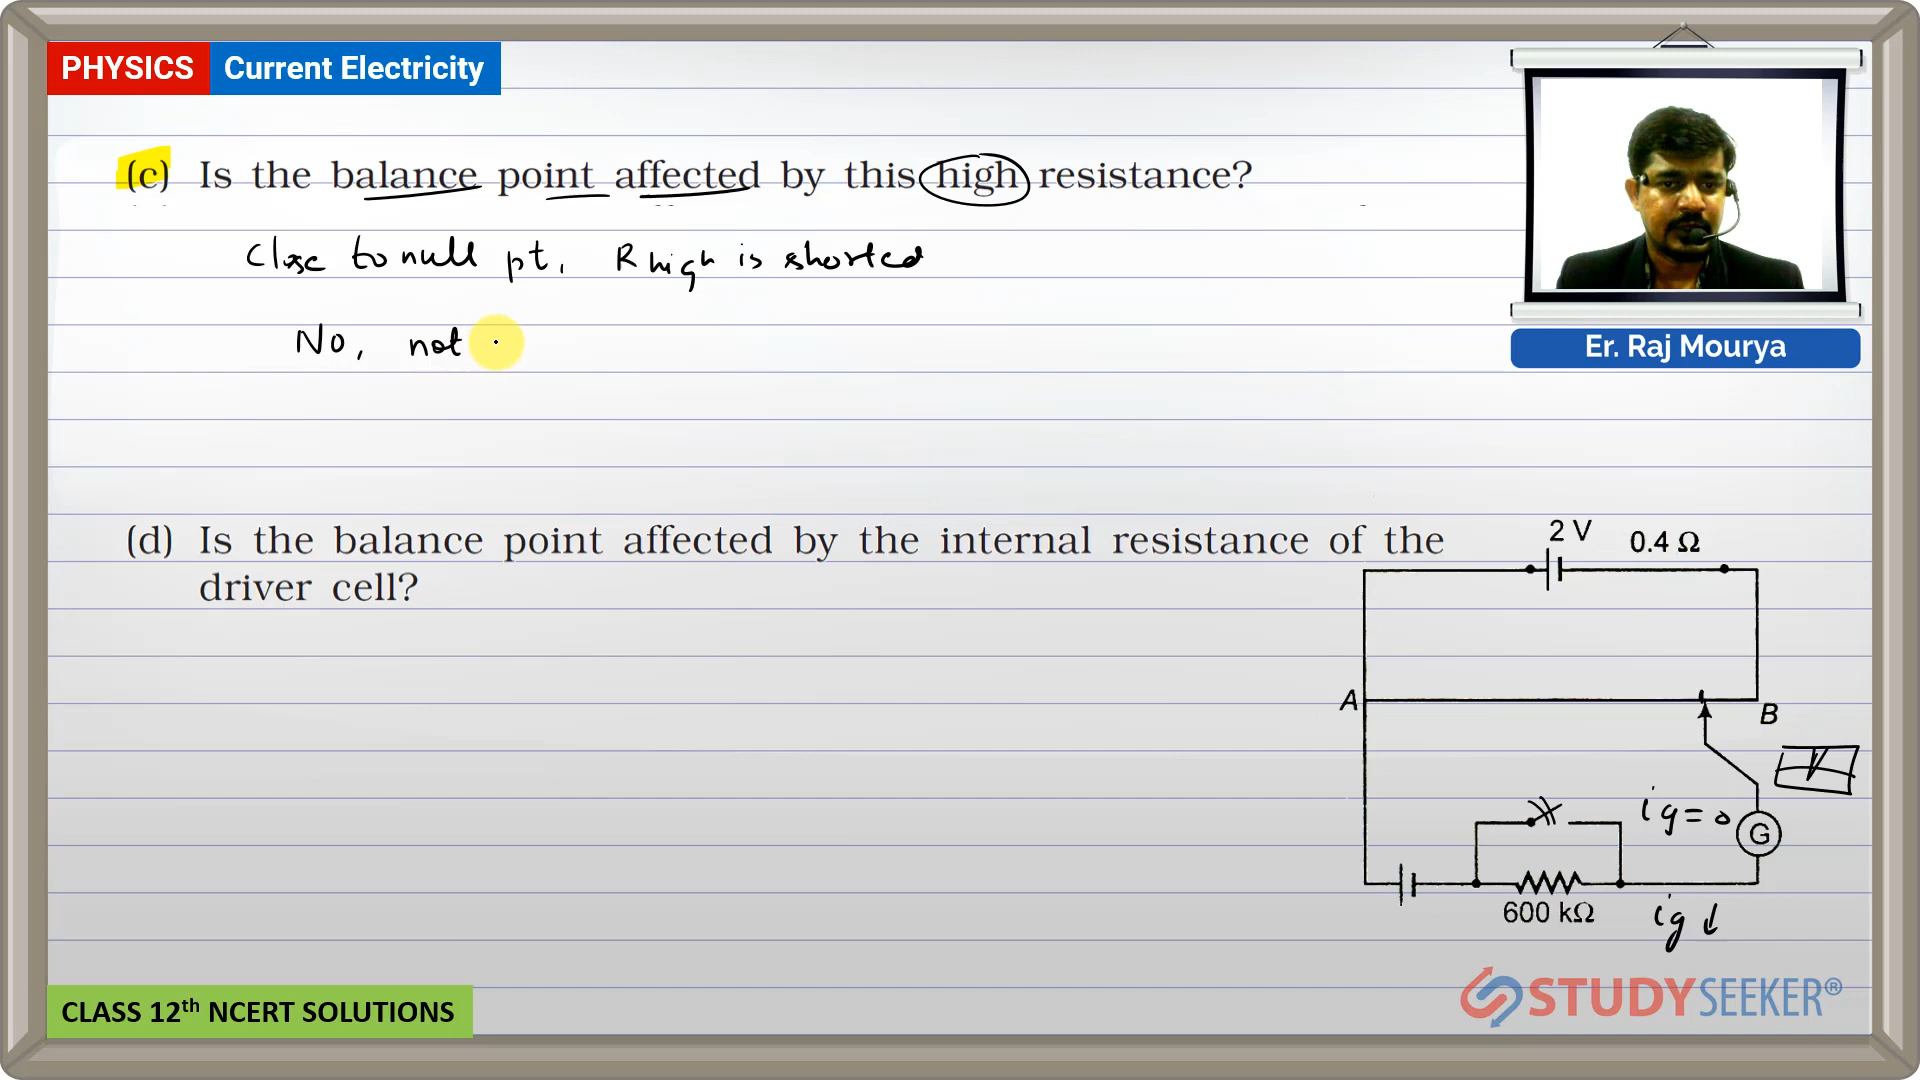 PHYSICS Current Electricity
(c) Is the balance point affected by this high resistance?
Close to null pt, R high is shorted
No, not
Er. Raj Mourya
(d) Is the balance point affected by the internal resistance of the
driver cell?
2 V 0.4 Ω
A
B
ig = 0
G
600 kΩ
ig ↓
CLASS 12th NCERT SOLUTIONS
STUDYSEEKER®